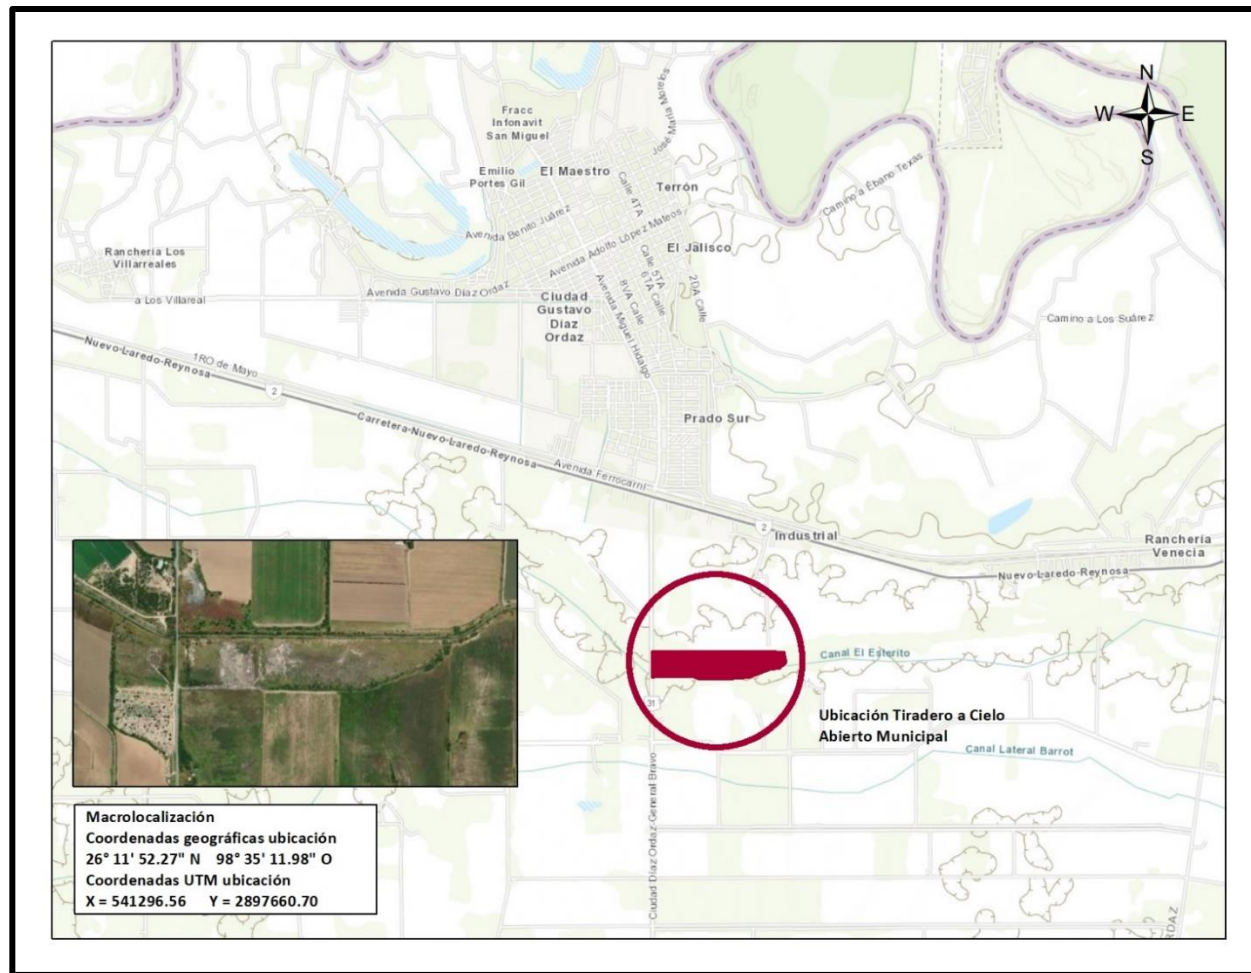 N
W
E
S
Fracc
Infonavit
San Miguel
José María Morelos
Emilio
Portes Gil
El Maestro
Calle 4TA
Terrón
Camino a Ébano Texas
Avenida Benito Juárez
Avenida Adolfo López Mateos
El Jalisco
Ranchería Los
Villarreales
a Los Villareal
Avenida Gustavo Díaz Ordaz
Ciudad
Gustavo
Díaz
Ordaz
Calle 5TA
6TA Calle
8VA Calle
2DA Calle
Avenida Miguel Hidalgo
Camino a Los Suárez
Nuevo-Laredo-Reynosa
1RO de Mayo
2
Carretera-Nuevo-Laredo-Reynosa
Prado Sur
Avenida Ferrocarril
2
Industrial
Ranchería
Venecia
Nuevo-Laredo-Reynosa
Canal El Esterito
31
Ubicación Tiradero a Cielo
Abierto Municipal
Canal Lateral Barrot
Ciudad Díaz Ordaz-General Bravo
RDAZ
Macrolocalización
Coordenadas geográficas ubicación
26° 11' 52.27" N 98° 35' 11.98" O
Coordenadas UTM ubicación
X = 541296.56 Y = 2897660.70